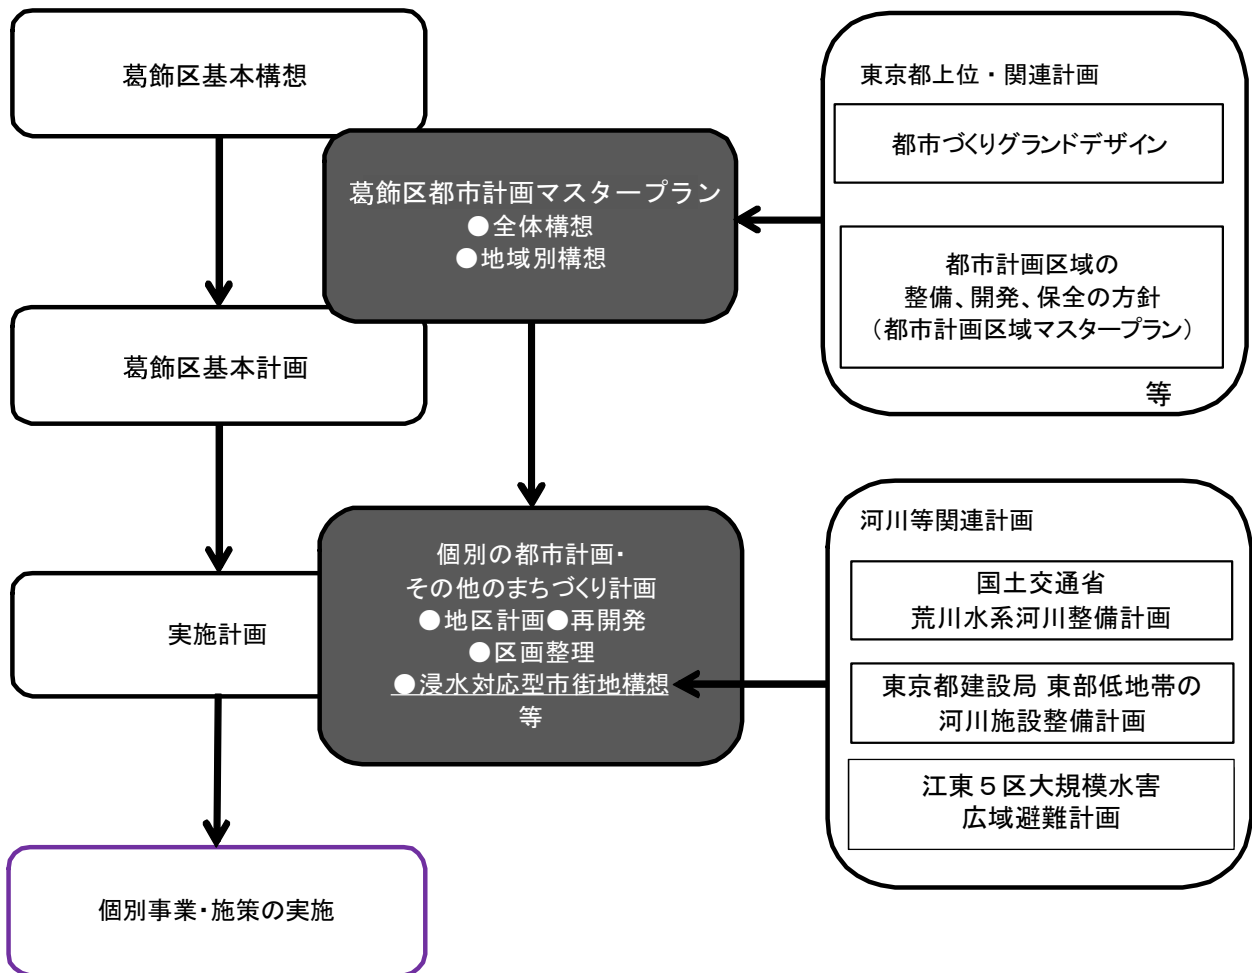 葛飾区基本構想
葛飾区都市計画マスタープラン
●全体構想
●地域別構想
葛飾区基本計画
個別の都市計画・
その他のまちづくり計画
●地区計画●再開発
●区画整理
●浸水対応型市街地構想
等
実施計画
個別事業・施策の実施
東京都上位・関連計画
都市づくりグランドデザイン
都市計画区域の
整備、開発、保全の方針
（都市計画区域マスタープラン）
等
河川等関連計画
国土交通省
荒川水系河川整備計画
東京都建設局 東部低地帯の
河川施設整備計画
江東５区大規模水害
広域避難計画